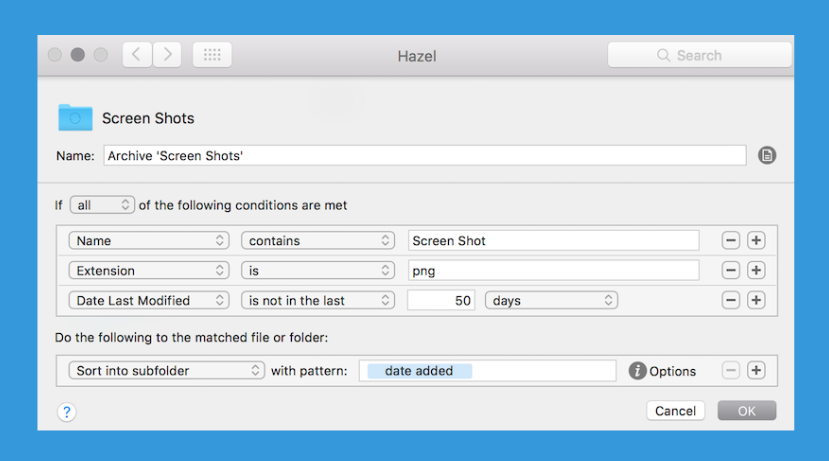 Hazel
Search
Screen Shots
Name: Archive 'Screen Shots'
If all of the following conditions are met
Name contains Screen Shot
Extension is png
Date Last Modified is not in the last 50 days
Do the following to the matched file or folder:
Sort into subfolder with pattern: date added i Options
? Cancel OK